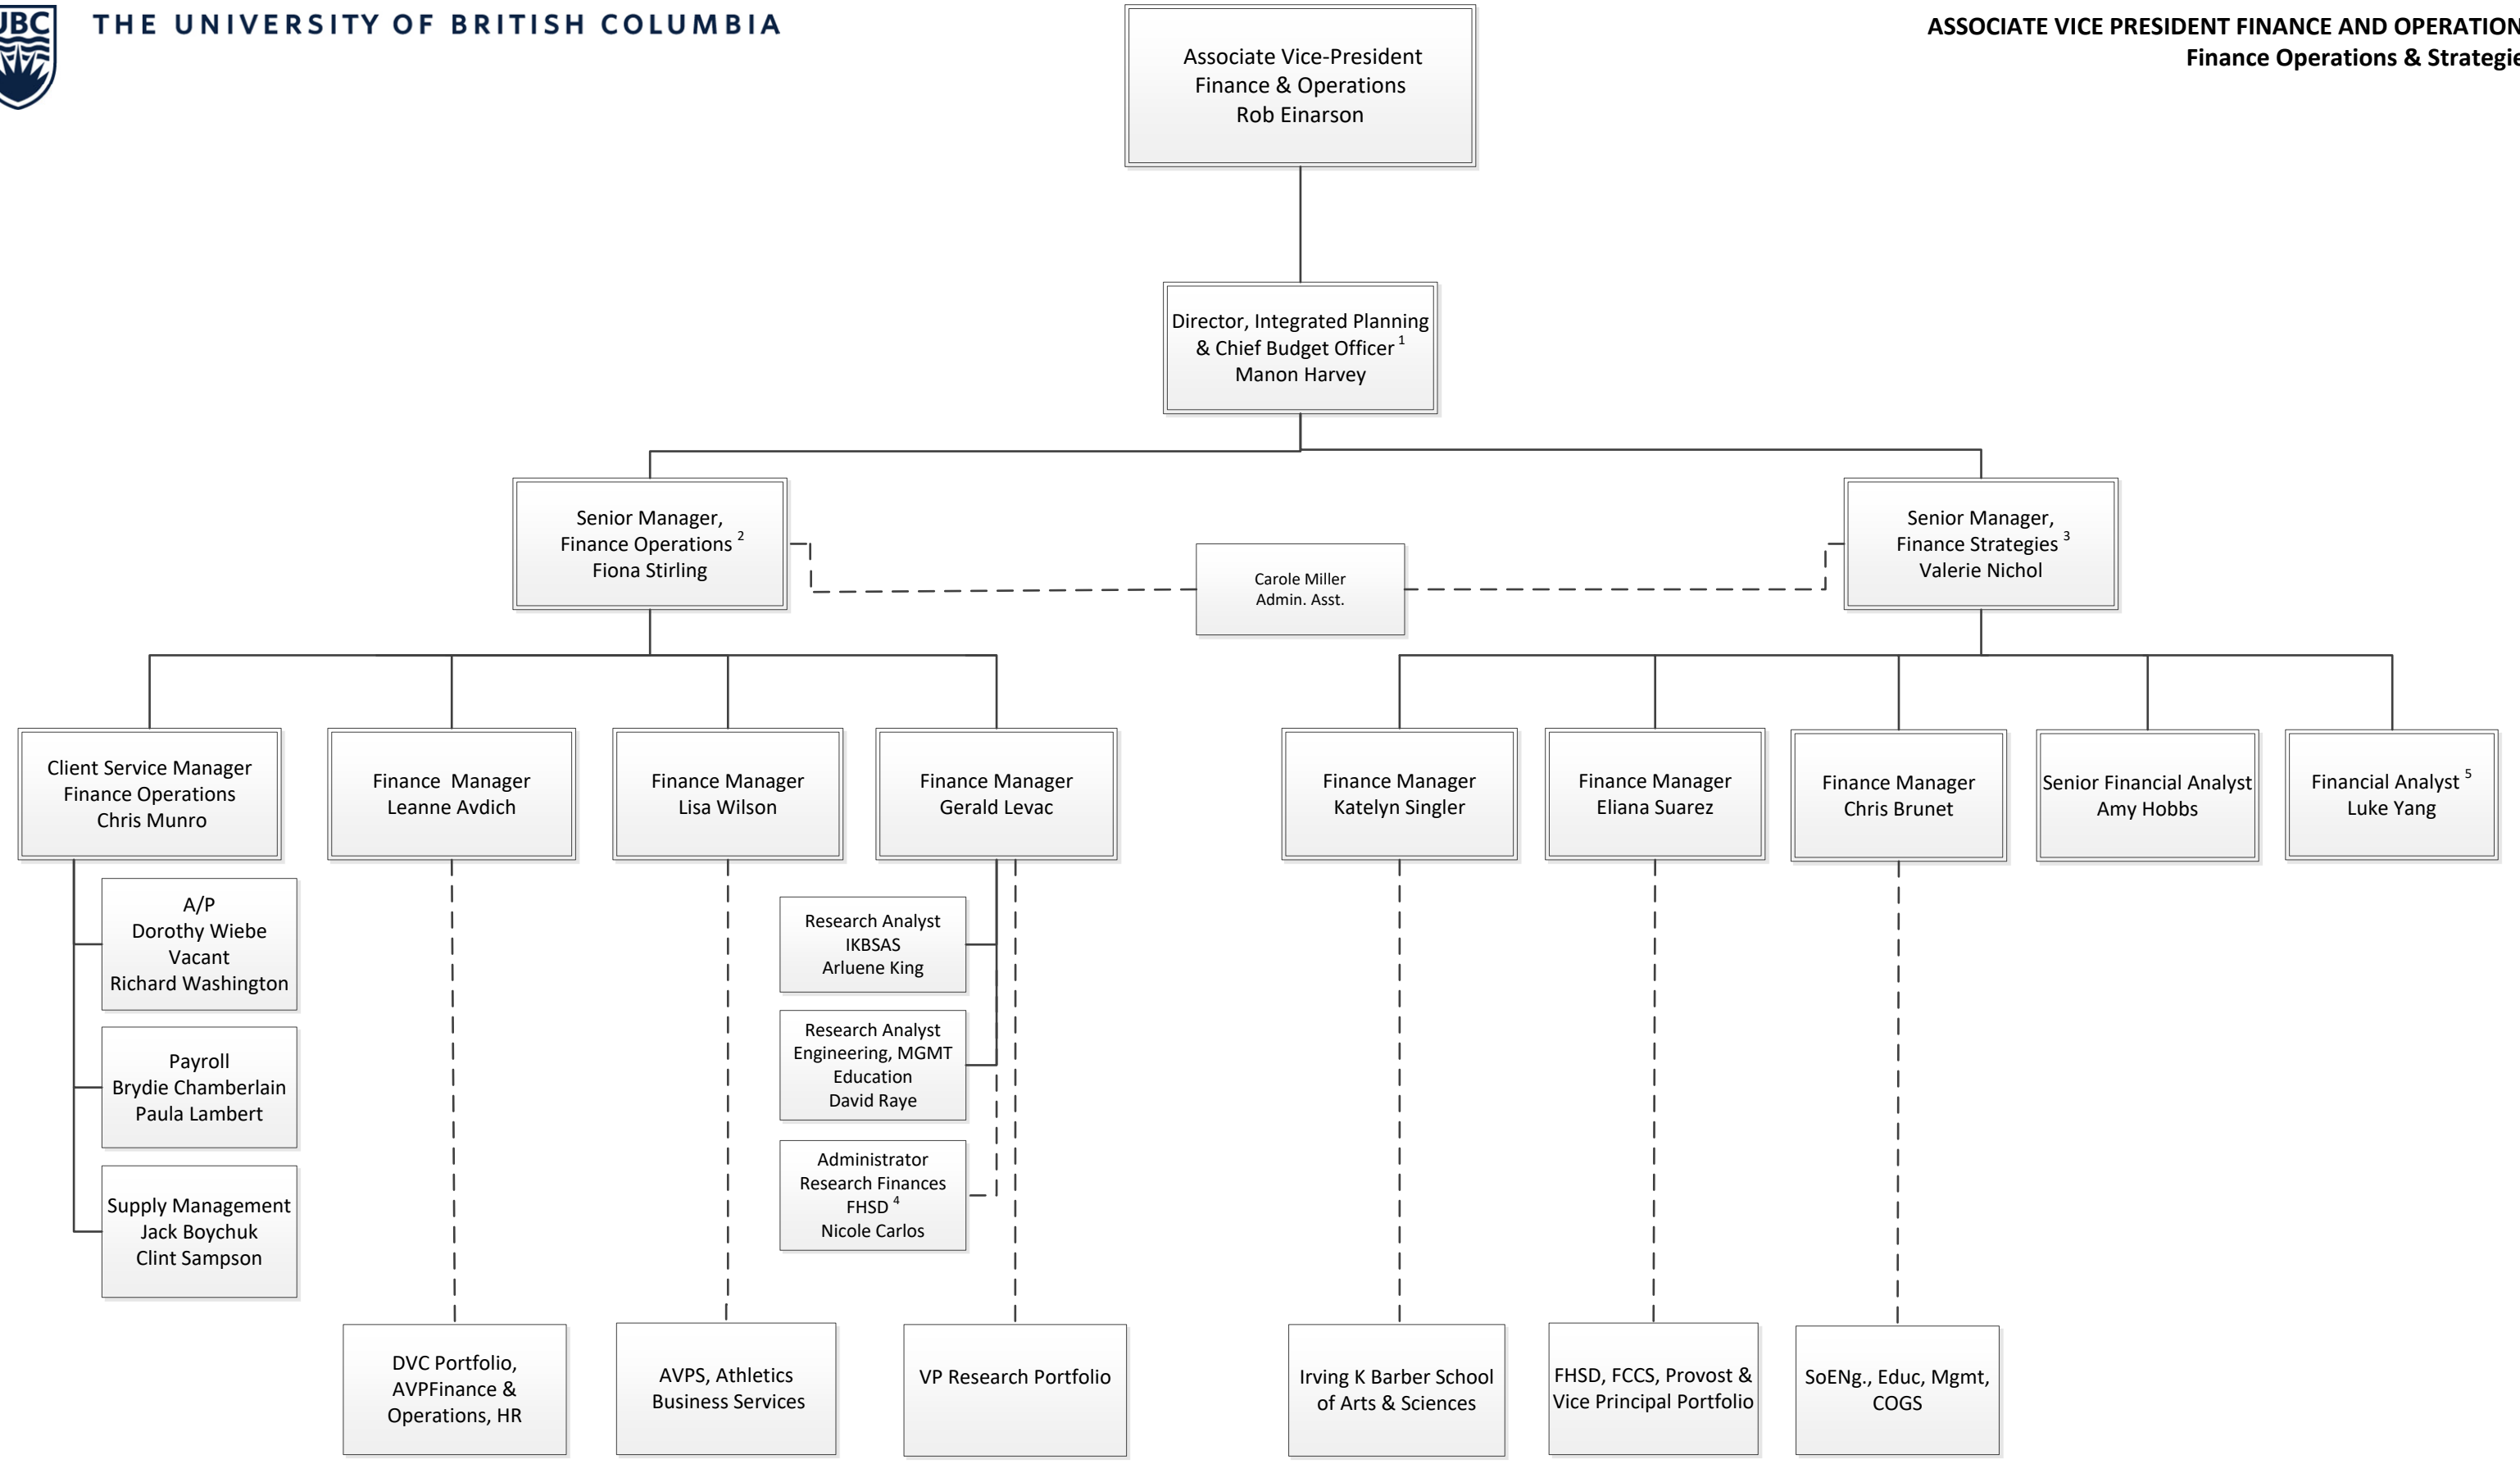 UBC
THE UNIVERSITY OF BRITISH COLUMBIA
ASSOCIATE VICE PRESIDENT FINANCE AND OPERATION
Finance Operations & Strategie
Associate Vice-President
Finance & Operations
Rob Einarson
Director, Integrated Planning
& Chief Budget Officer 1
Manon Harvey
Senior Manager,
Finance Operations 2
Fiona Stirling
Carole Miller
Admin. Asst.
Senior Manager,
Finance Strategies 3
Valerie Nichol
Client Service Manager
Finance Operations
Chris Munro
Finance Manager
Leanne Avdich
Finance Manager
Lisa Wilson
Finance Manager
Gerald Levac
Finance Manager
Katelyn Singler
Finance Manager
Eliana Suarez
Finance Manager
Chris Brunet
Senior Financial Analyst
Amy Hobbs
Financial Analyst 5
Luke Yang
A/P
Dorothy Wiebe
Vacant
Richard Washington
Payroll
Brydie Chamberlain
Paula Lambert
Supply Management
Jack Boychuk
Clint Sampson
Research Analyst
IKBSAS
Arluene King
Research Analyst
Engineering, MGMT
Education
David Raye
Administrator
Research Finances
FHSD 4
Nicole Carlos
DVC Portfolio,
AVPFinance &
Operations, HR
AVPS, Athletics
Business Services
VP Research Portfolio
Irving K Barber School
of Arts & Sciences
FHSD, FCCS, Provost &
Vice Principal Portfolio
SoENg., Educ, Mgmt,
COGS